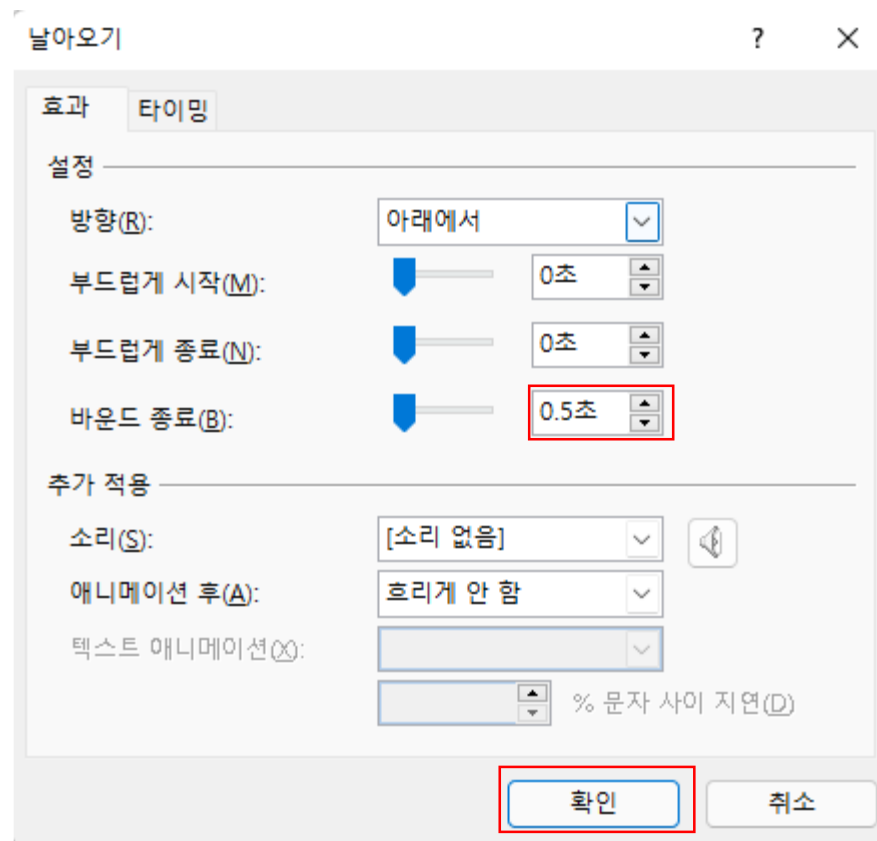 날아오기 ?
효과 타이밍
설정
방향(R): 아래에서
부드럽게 시작(M): 0초
부드럽게 종료(N): 0초
바운드 종료(B): 0.5초
추가 적용
소리(S): [소리 없음]
애니메이션 후(A): 흐리게 안 함
텍스트 애니메이션(X):
% 문자 사이 지연(D)
확인 취소